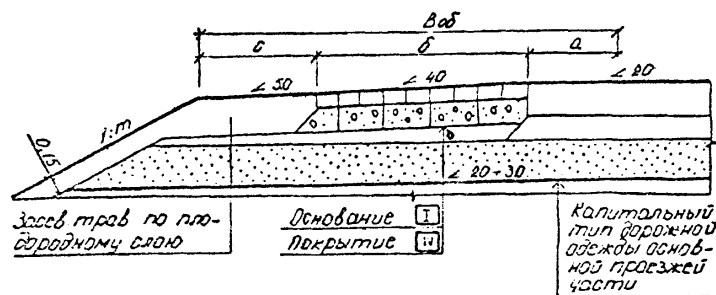 Воб
с
б
а
∠ 50
∠ 40
∠ 20
1:m
0,15
∠ 20-30
Засев трав по пло-
дородному слою
Основание I
Покрытие IV
Капитальный
тип дорожной
одежды основ-
ной проезжей
части